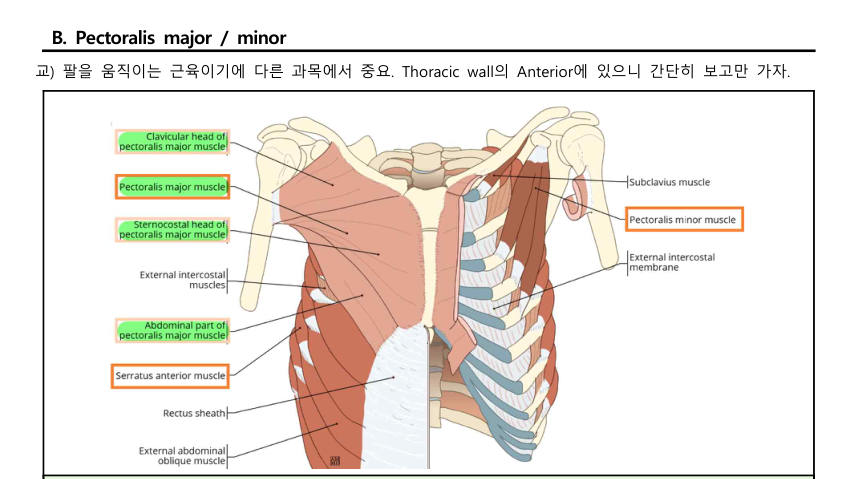 B. Pectoralis major / minor
교) 팔을 움직이는 근육이기에 다른 과목에서 중요. Thoracic wall의 Anterior에 있으니 간단히 보고만 가자.
Clavicular head of
pectoralis major muscle
Pectoralis major muscle
Sternocostal head of
pectoralis major muscle
External intercostal
muscles
Abdominal part of
pectoralis major muscle
Serratus anterior muscle
Rectus sheath
External abdominal
oblique muscle
Subclavius muscle
Pectoralis minor muscle
External intercostal
membrane